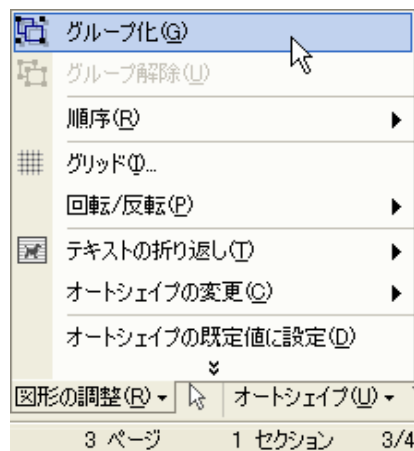 グループ化(G)
グループ解除(U)
順序(R)
グリッド(I)...
回転/反転(P)
テキストの折り返し(T)
オートシェイプの変更(C)
オートシェイプの既定値に設定(D)
図形の調整(R) オートシェイプ(U)
3 ページ 1 セクション 3/4